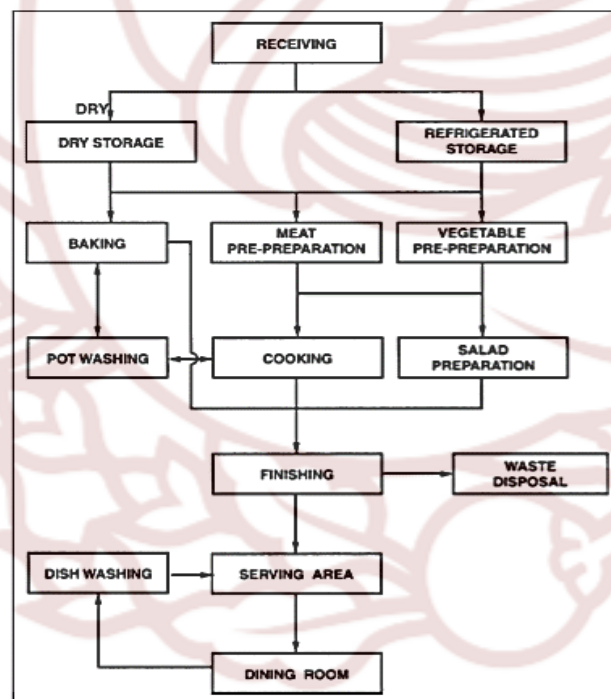 RECEIVING
DRY
DRY STORAGE
REFRIGERATED
STORAGE
BAKING
MEAT
PRE-PREPARATION
VEGETABLE
PRE-PREPARATION
POT WASHING
COOKING
SALAD
PREPARATION
FINISHING
WASTE
DISPOSAL
DISH WASHING
SERVING AREA
DINING ROOM